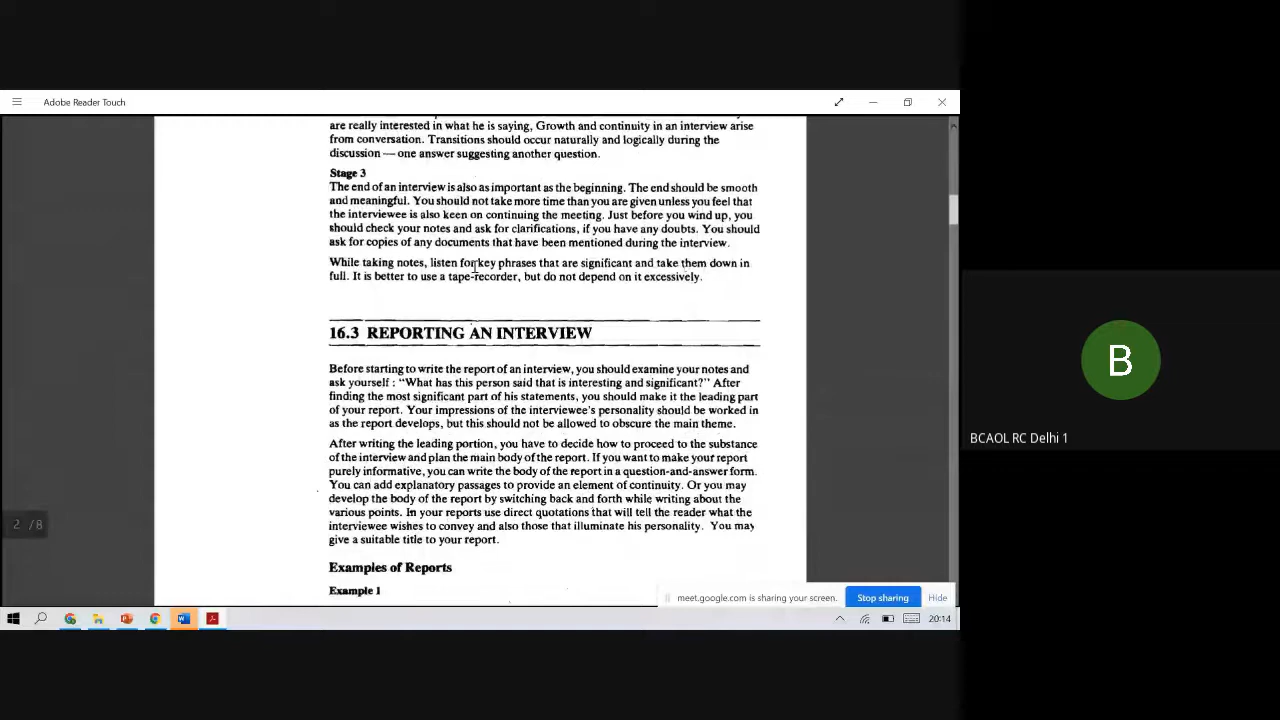 Adobe Reader Touch
are really interested in what he is saying, Growth and continuity in an interview arise
from conversation. Transitions should occur naturally and logically during the
discussion — one answer suggesting another question.
Stage 3
The end of an interview is also as important as the beginning. The end should be smooth
and meaningful. You should not take more time than you are given unless you feel that
the interviewee is also keen on continuing the meeting. Just before you wind up, you
should check your notes and ask for clarifications, if you have any doubts. You should
ask for copies of any documents that have been mentioned during the interview.
While taking notes, listen for key phrases that are significant and take them down in
full. It is better to use a tape-recorder, but do not depend on it excessively.
16.3 REPORTING AN INTERVIEW
Before starting to write the report of an interview, you should examine your notes and
ask yourself : “What has this person said that is interesting and significant?” After
finding the most significant part of his statements, you should make it the leading part
of your report. Your impressions of the interviewee's personality should be worked in
as the report develops, but this should not be allowed to obscure the main theme.
After writing the leading portion, you have to decide how to proceed to the substance
of the interview and plan the main body of the report. If you want to make your report
purely informative, you can write the body of the report in a question-and-answer form.
You can add explanatory passages to provide an element of continuity. Or you may
develop the body of the report by switching back and forth while writing about the
various points. In your reports use direct quotations that will tell the reader what the
interviewee wishes to convey and also those that illuminate his personality. You may
give a suitable title to your report.
Examples of Reports
Example 1
2 /8
meet.google.com is sharing your screen.
Stop sharing
Hide
20:14
B
BCAOL RC Delhi 1